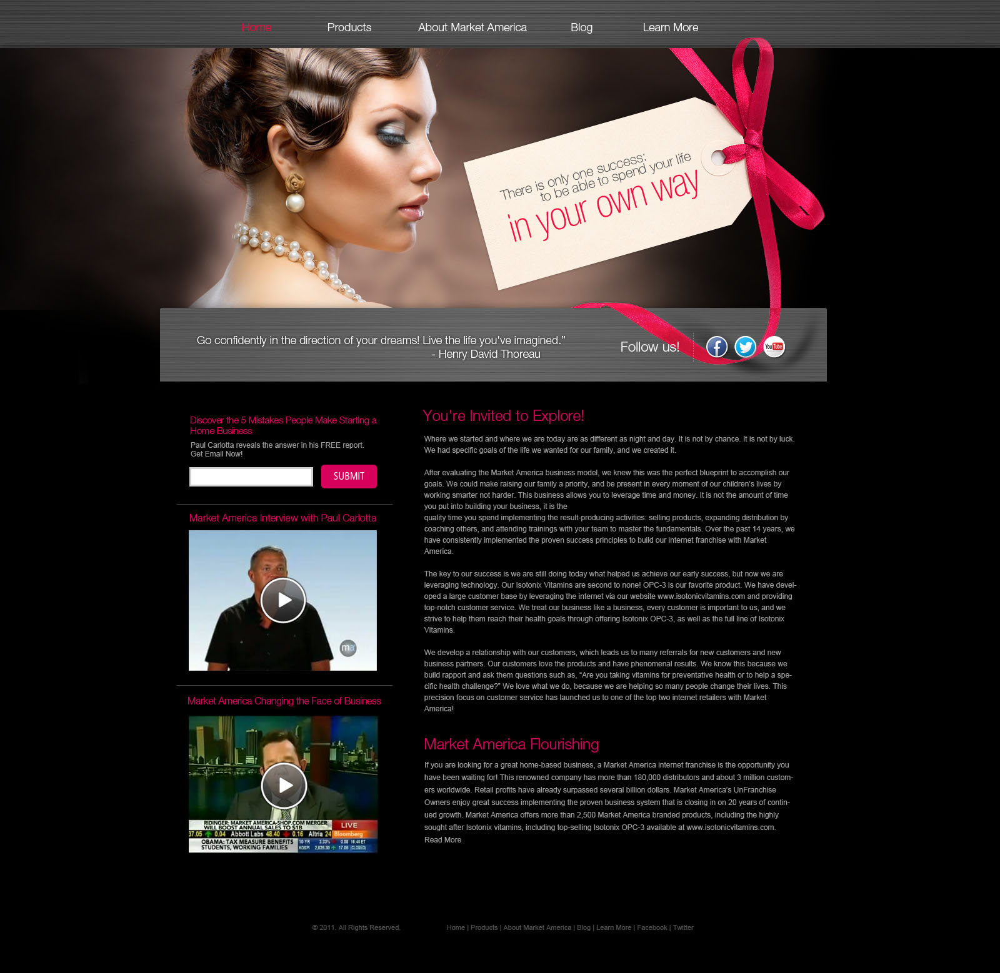 Home Products About Market America Blog Learn More
There is only one success:
to be able to spend your life
in your own way
Go confidently in the direction of your dreams! Live the life you've imagined.”
- Henry David Thoreau
Follow us!
You Tube
Discover the 5 Mistakes People Make Starting a
Home Business
Paul Carlotta reveals the answer in his FREE report.
Get Email Now!
SUBMIT
Market America Interview with Paul Carlotta
ma
Market America Changing the Face of Business
RIDINGER: MARKET AMERICA-SHOP.COM MERGER
WILL BOOST ANNUAL SALES TO $1B
LIVE
37.05 0.04 Abbott Labs 48.40 0.16 Altria 24
Bloomberg
OBAMA: TAX MEASURE BENEFITS
STUDENTS, WORKING FAMILIES
10-YR 3.33% 0.00 16:40 ET
KOSPI 2,026.30 17.06 (CLOSED)
You're Invited to Explore!
Where we started and where we are today are as different as night and day. It is not by chance. It is not by luck.
We had specific goals of the life we wanted for our family, and we created it.
After evaluating the Market America business model, we knew this was the perfect blueprint to accomplish our
goals. We could make raising our family a priority, and be present in every moment of our children’s lives by
working smarter not harder. This business allows you to leverage time and money. It is not the amount of time
you put into building your business, it is the
quality time you spend implementing the result-producing activities: selling products, expanding distribution by
coaching others, and attending trainings with your team to master the fundamentals. Over the past 14 years, we
have consistently implemented the proven success principles to build our internet franchise with Market
America.
The key to our success is we are still doing today what helped us achieve our early success, but now we are
leveraging technology. Our Isotonix Vitamins are second to none! OPC-3 is our favorite product. We have devel-
oped a large customer base by leveraging the internet via our website www.isotonicvitamins.com and providing
top-notch customer service. We treat our business like a business, every customer is important to us, and we
strive to help them reach their health goals through offering Isotonix OPC-3, as well as the full line of Isotonix
Vitamins.
We develop a relationship with our customers, which leads us to many referrals for new customers and new
business partners. Our customers love the products and have phenomenal results. We know this because we
build rapport and ask them questions such as, “Are you taking vitamins for preventative health or to help a spe-
cific health challenge?” We love what we do, because we are helping so many people change their lives. This
precision focus on customer service has launched us to one of the top two internet retailers with Market
America!
Market America Flourishing
If you are looking for a great home-based business, a Market America internet franchise is the opportunity you
have been waiting for! This renowned company has more than 180,000 distributors and about 3 million custom-
ers worldwide. Retail profits have already surpassed several billion dollars. Market America’s UnFranchise
Owners enjoy great success implementing the proven business system that is closing in on 20 years of contin-
ued growth. Market America offers more than 2,500 Market America branded products, including the highly
sought after Isotonix vitamins, including top-selling Isotonix OPC-3 available at www.isotonicvitamins.com.
Read More
© 2011. All Rights Reserved.
Home | Products | About Market America | Blog | Learn More | Facebook | Twitter